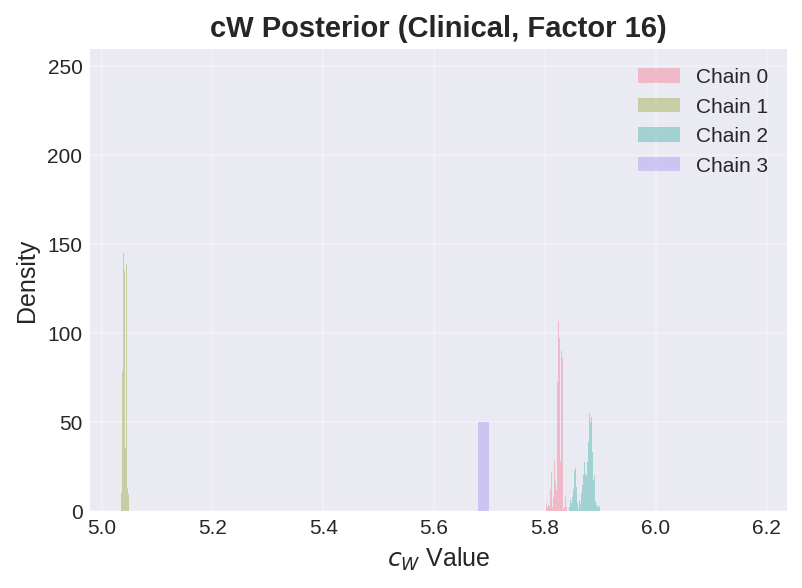 cW Posterior (Clinical, Factor 16)
250
200
150
100
50
0
Density
Chain 0
Chain 1
Chain 2
Chain 3
5.0 5.2 5.4 5.6 5.8 6.0 6.2
c_W Value